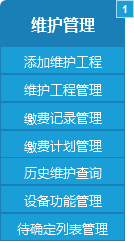 1
维护管理
添加维护工程
维护工程管理
缴费记录管理
缴费计划管理
历史维护查询
设备功能管理
待确定列表管理